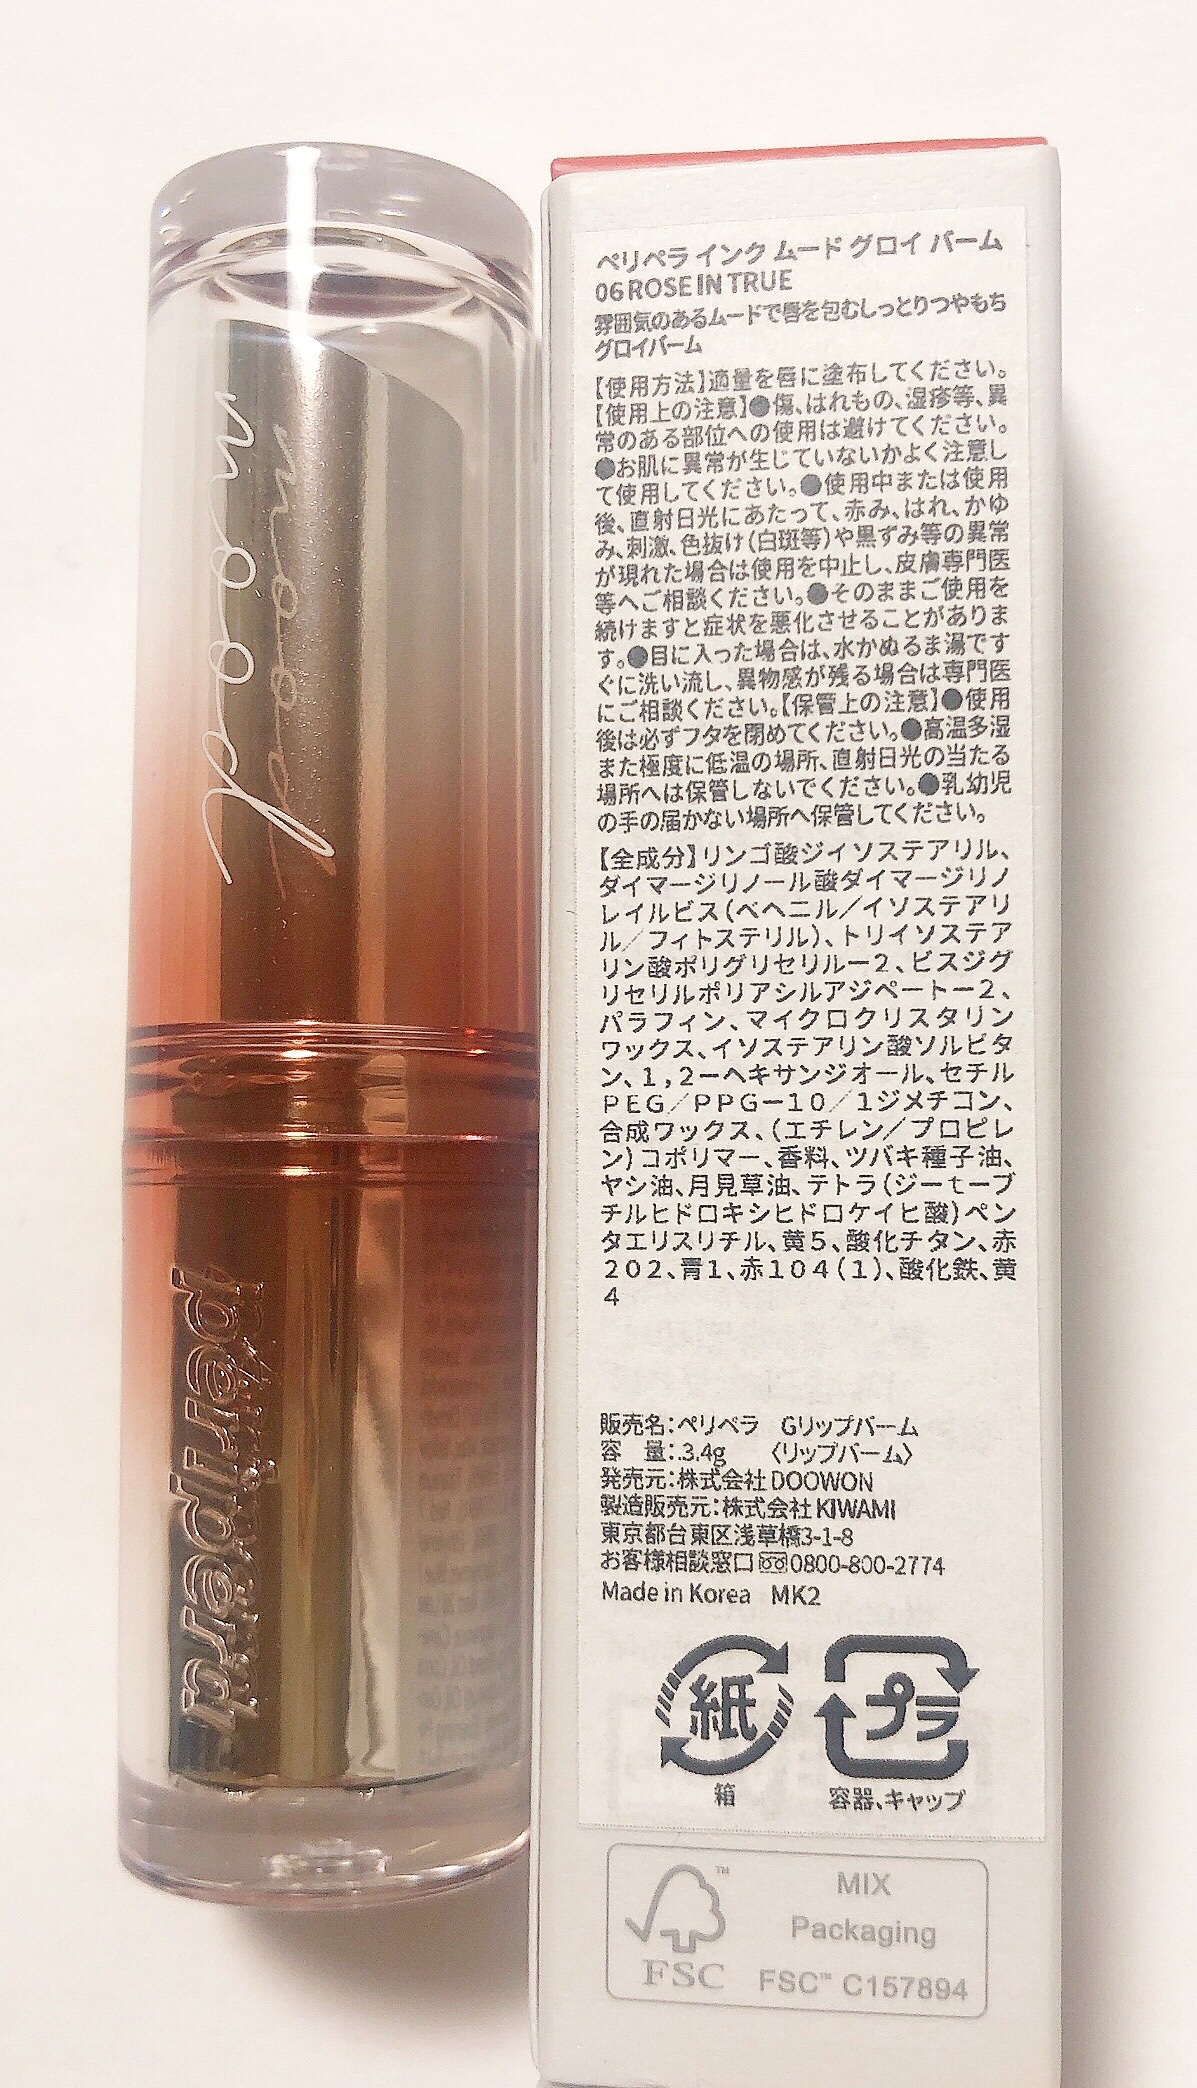 mood
peripera
ペリペラ インク ムード グロイ バーム
06 ROSE IN TRUE
雰囲気のあるムードで唇を包むしっとりつやもち
グロイバーム
【使用方法】適量を唇に塗布してください。
【使用上の注意】●傷、はれもの、湿疹等、異
常のある部位への使用は避けてください。
●お肌に異常が生じていないかよく注意し
て使用してください。●使用中または使用
後、直射日光にあたって、赤み、はれ、かゆ
み、刺激、色抜け(白斑等)や黒ずみ等の異常
が現れた場合は使用を中止し、皮膚専門医
等へご相談ください。●そのままご使用を
続けますと症状を悪化させることがありま
す。●目に入った場合は、水かぬるま湯です
ぐに洗い流し、異物感が残る場合は専門医
にご相談ください。【保管上の注意】●使用
後は必ずフタを閉めてください。●高温多湿
また極度に低温の場所、直射日光の当たる
場所へは保管しないでください。●乳幼児
の手の届かない場所へ保管してください。
【全成分】リンゴ酸ジイソステアリル、
ダイマージリノール酸ダイマージリノ
レイルビス(ベヘニル/イソステアリ
ル/フィトステリル)、トリイソステア
リン酸ポリグリセリル-2、ビスジグ
リセリルポリアシルアジペート-2、
パラフィン、マイクロクリスタリン
ワックス、イソステアリン酸ソルビタ
ン、1,2-ヘキサンジオール、セチル
PEG/PPG-10/1ジメチコン、
合成ワックス、(エチレン/プロピレ
ン)コポリマー、香料、ツバキ種子油、
ヤシ油、月見草油、テトラ(ジ-t-ブ
チルヒドロキシヒドロケイヒ酸)ペン
タエリスリチル、黄5、酸化チタン、赤
202、青1、赤104(1)、酸化鉄、黄
4
販売名:ペリペラ Gリップバーム
容 量:3.4g 〈リップバーム〉
発売元:株式会社 DOOWON
製造販売元:株式会社 KIWAMI
東京都台東区浅草橋3-1-8
お客様相談窓口 0800-800-2774
Made in Korea MK2
紙 プラ
箱 容器、キャップ
MIX
Packaging
FSC FSC™ C157894